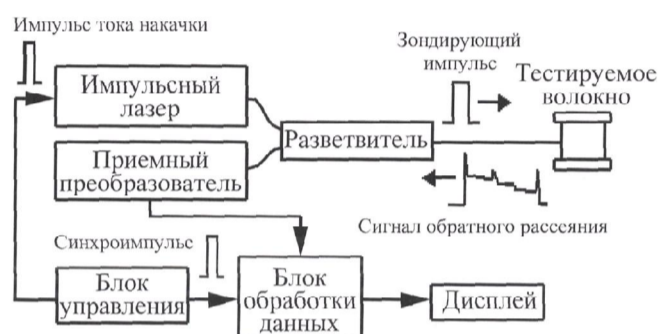 Импульс тока накачки
Зондирующий
импульс
Тестируемое
волокно
Импульсный
лазер
Разветвитель
Приемный
преобразователь
Сигнал обратного рассеяния
Синхроимпульс
Блок
управления
Блок
обработки
данных
Дисплей